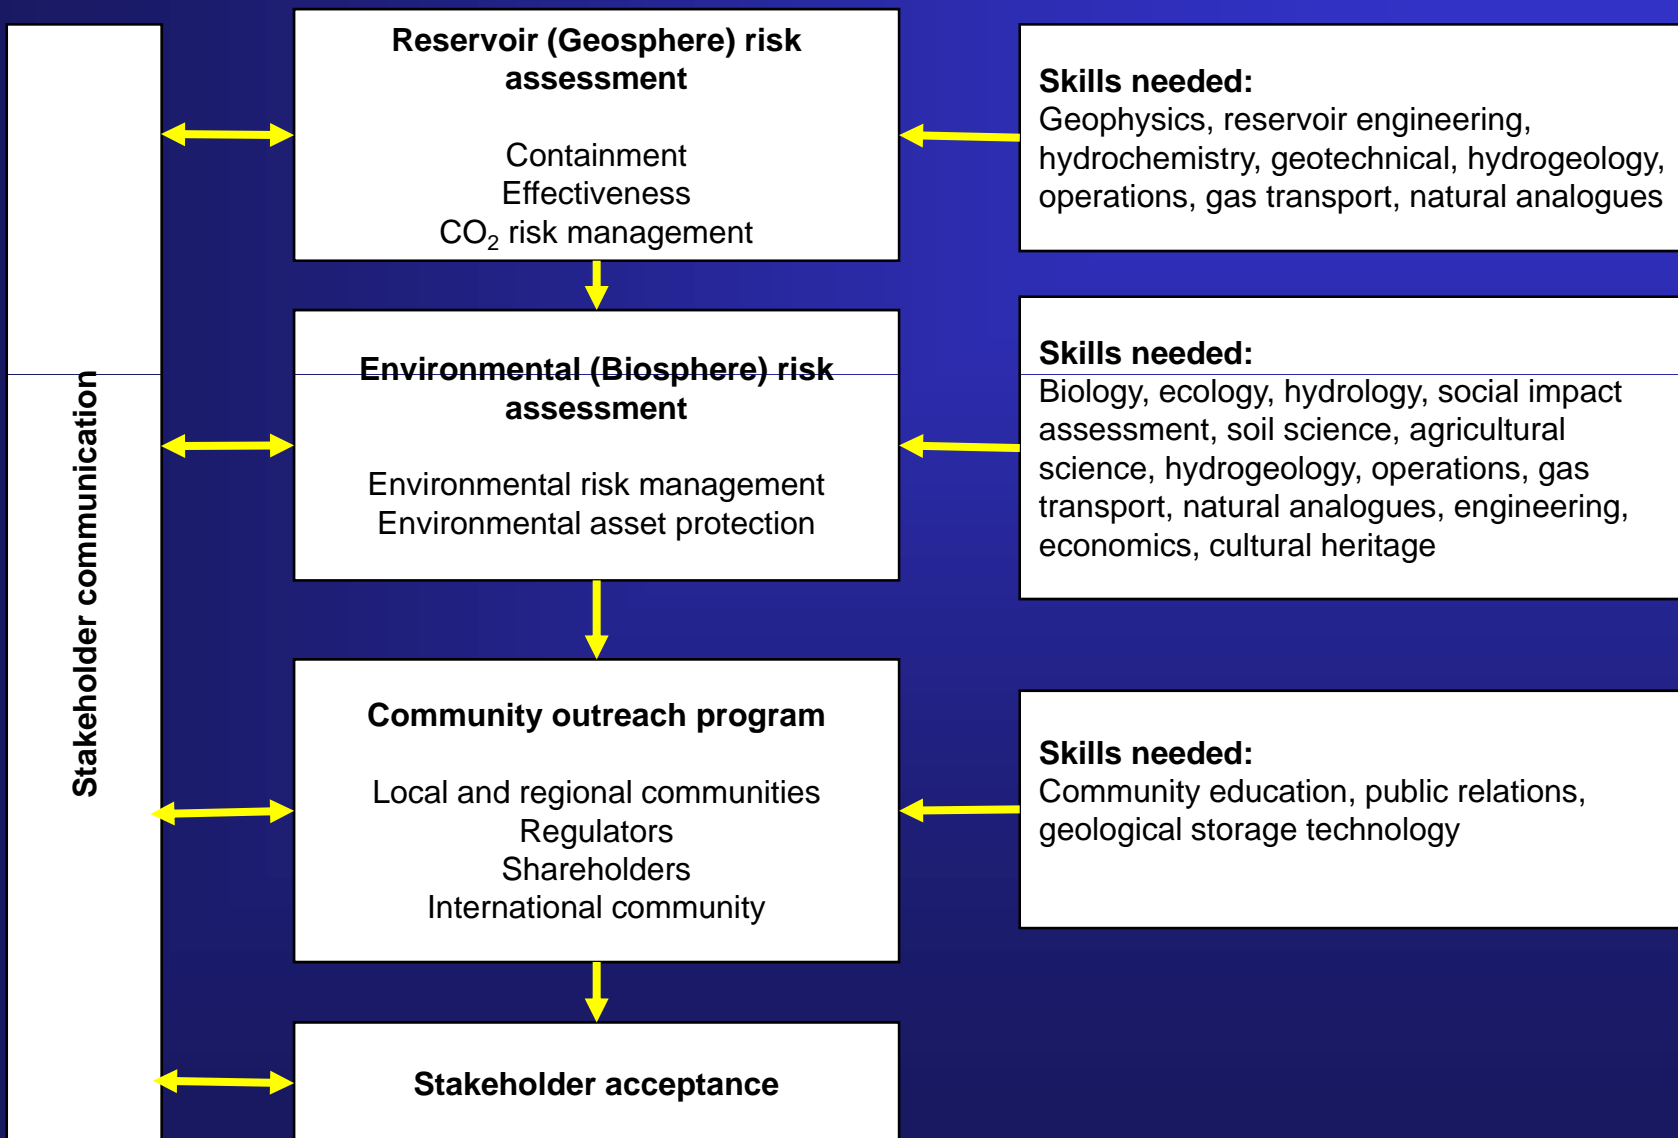 Stakeholder communication
Reservoir (Geosphere) risk
assessment
Containment
Effectiveness
CO₂ risk management
Skills needed:
Geophysics, reservoir engineering,
hydrochemistry, geotechnical, hydrogeology,
operations, gas transport, natural analogues
Environmental (Biosphere) risk
assessment
Environmental risk management
Environmental asset protection
Skills needed:
Biology, ecology, hydrology, social impact
assessment, soil science, agricultural
science, hydrogeology, operations, gas
transport, natural analogues, engineering,
economics, cultural heritage
Community outreach program
Local and regional communities
Regulators
Shareholders
International community
Skills needed:
Community education, public relations,
geological storage technology
Stakeholder acceptance